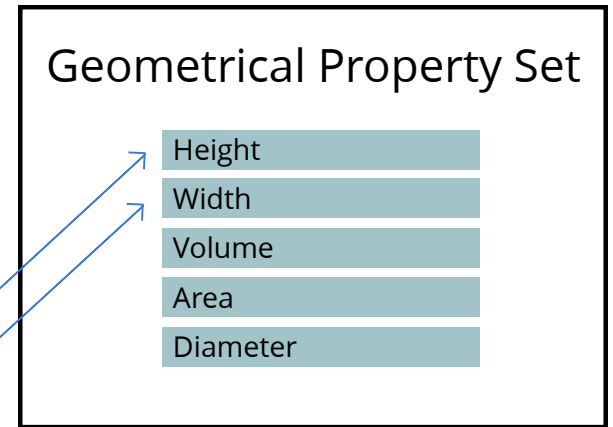 Geometrical Property Set
Height
Width
Volume
Area
Diameter